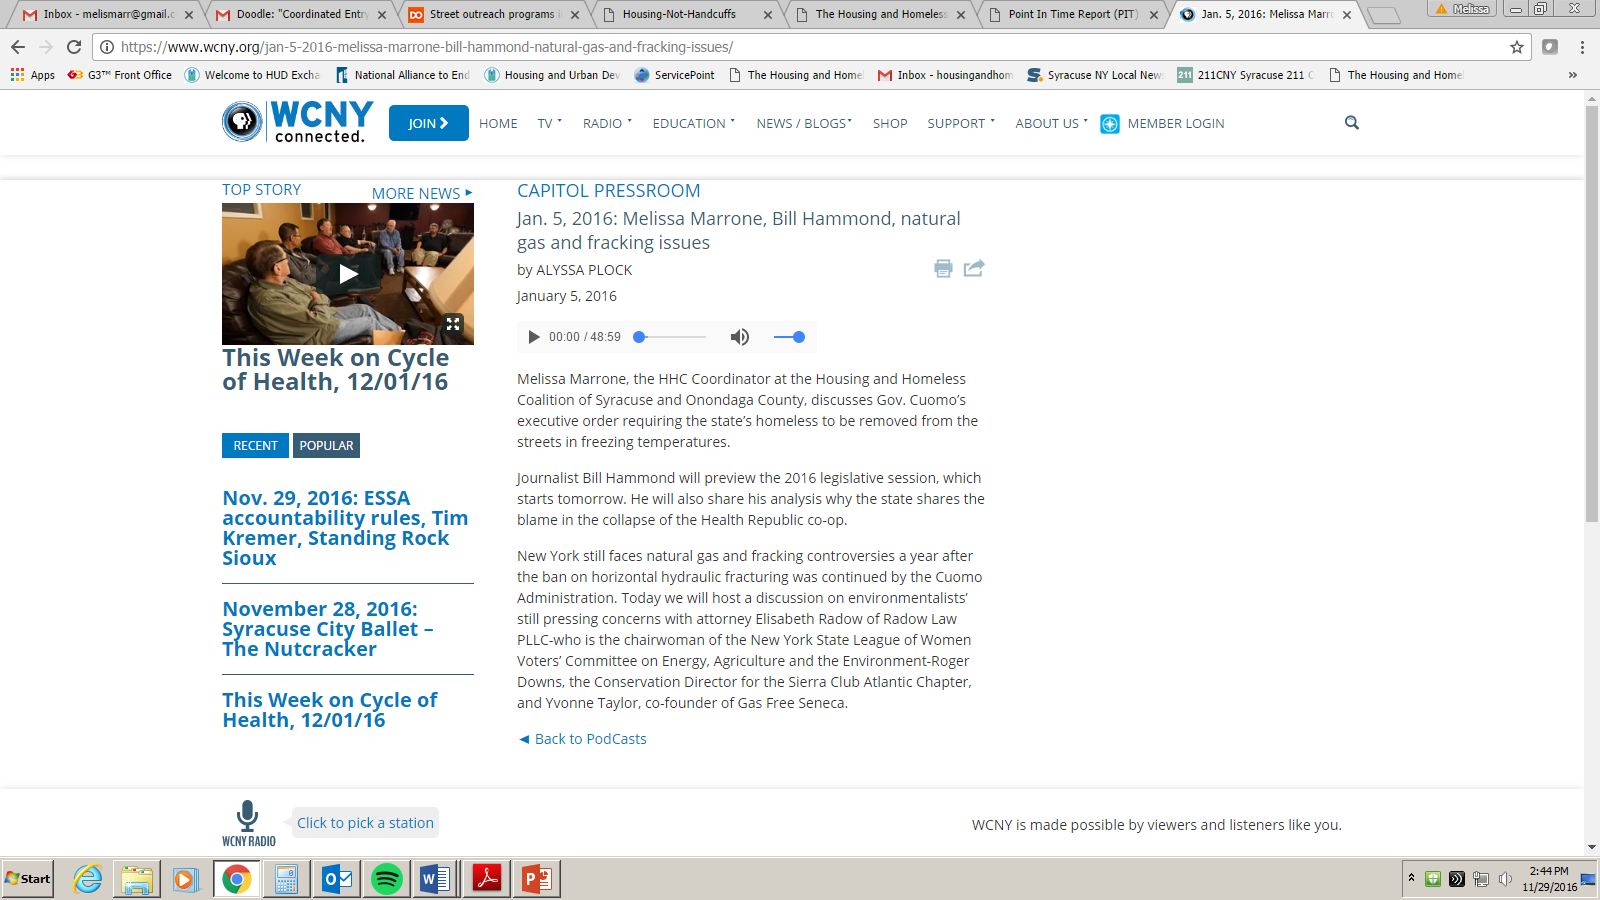 Inbox - melismarr@gmail.c
Doodle: "Coordinated Entry
Street outreach programs i
Housing-Not-Handcuffs
The Housing and Homeless
Point In Time Report (PIT)
Jan. 5, 2016: Melissa Marro
Melissa
https://www.wcny.org/jan-5-2016-melissa-marrone-bill-hammond-natural-gas-and-fracking-issues/
Apps
G3™ Front Office
Welcome to HUD Excha
National Alliance to End
Housing and Urban Dev
ServicePoint
The Housing and Homel
Inbox - housingandhom
Syracuse NY Local News
211
211CNY Syracuse 211 C
The Housing and Homel
WCNY
connected.
JOIN
HOME
TV
RADIO
EDUCATION
NEWS / BLOGS
SHOP
SUPPORT
ABOUT US
MEMBER LOGIN
TOP STORY
MORE NEWS ►
This Week on Cycle
of Health, 12/01/16
RECENT
POPULAR
Nov. 29, 2016: ESSA
accountability rules, Tim
Kremer, Standing Rock
Sioux
November 28, 2016:
Syracuse City Ballet –
The Nutcracker
This Week on Cycle of
Health, 12/01/16
CAPITOL PRESSROOM
Jan. 5, 2016: Melissa Marrone, Bill Hammond, natural
gas and fracking issues
by ALYSSA PLOCK
January 5, 2016
00:00 / 48:59
Melissa Marrone, the HHC Coordinator at the Housing and Homeless
Coalition of Syracuse and Onondaga County, discusses Gov. Cuomo’s
executive order requiring the state’s homeless to be removed from the
streets in freezing temperatures.
Journalist Bill Hammond will preview the 2016 legislative session, which
starts tomorrow. He will also share his analysis why the state shares the
blame in the collapse of the Health Republic co-op.
New York still faces natural gas and fracking controversies a year after
the ban on horizontal hydraulic fracturing was continued by the Cuomo
Administration. Today we will host a discussion on environmentalists’
still pressing concerns with attorney Elisabeth Radow of Radow Law
PLLC-who is the chairwoman of the New York State League of Women
Voters’ Committee on Energy, Agriculture and the Environment-Roger
Downs, the Conservation Director for the Sierra Club Atlantic Chapter,
and Yvonne Taylor, co-founder of Gas Free Seneca.
◄ Back to PodCasts
WCNY RADIO
Click to pick a station
WCNY is made possible by viewers and listeners like you.
Start
2:44 PM
11/29/2016